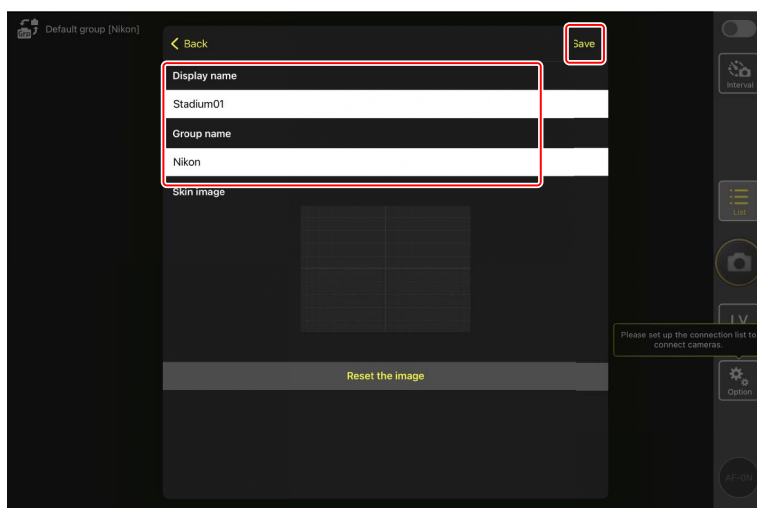 Default group [Nikon]
Back
Save
Display name
Stadium01
Group name
Nikon
Skin image
Reset the image
Interval
List
LV
Please set up the connection list to
connect cameras.
Option
AF-ON